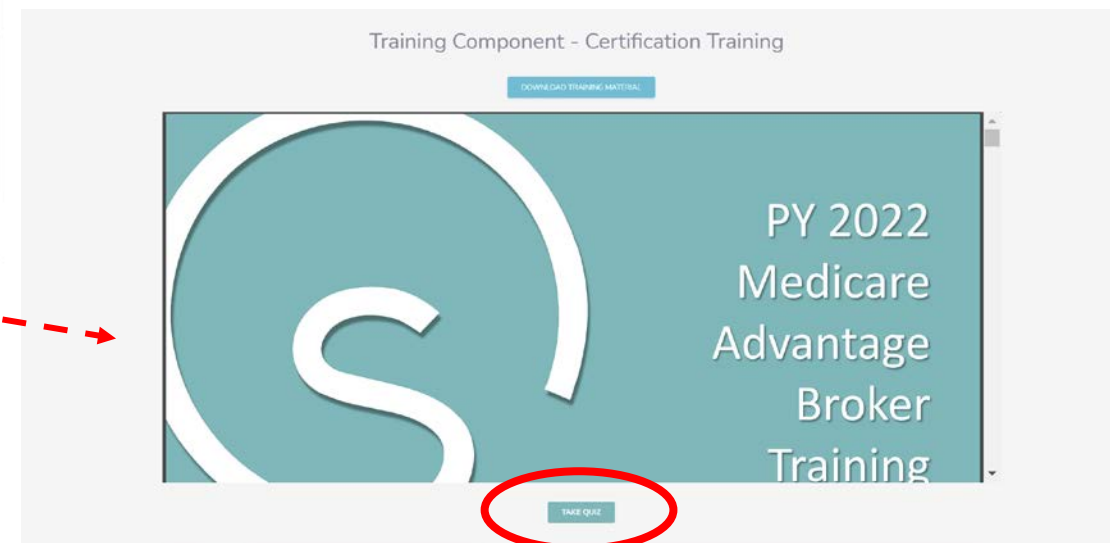 Training Component - Certification Training
DOWNLOAD TRAINING MATERIAL
PY 2022
Medicare
Advantage
Broker
Training
TAKE QUIZ